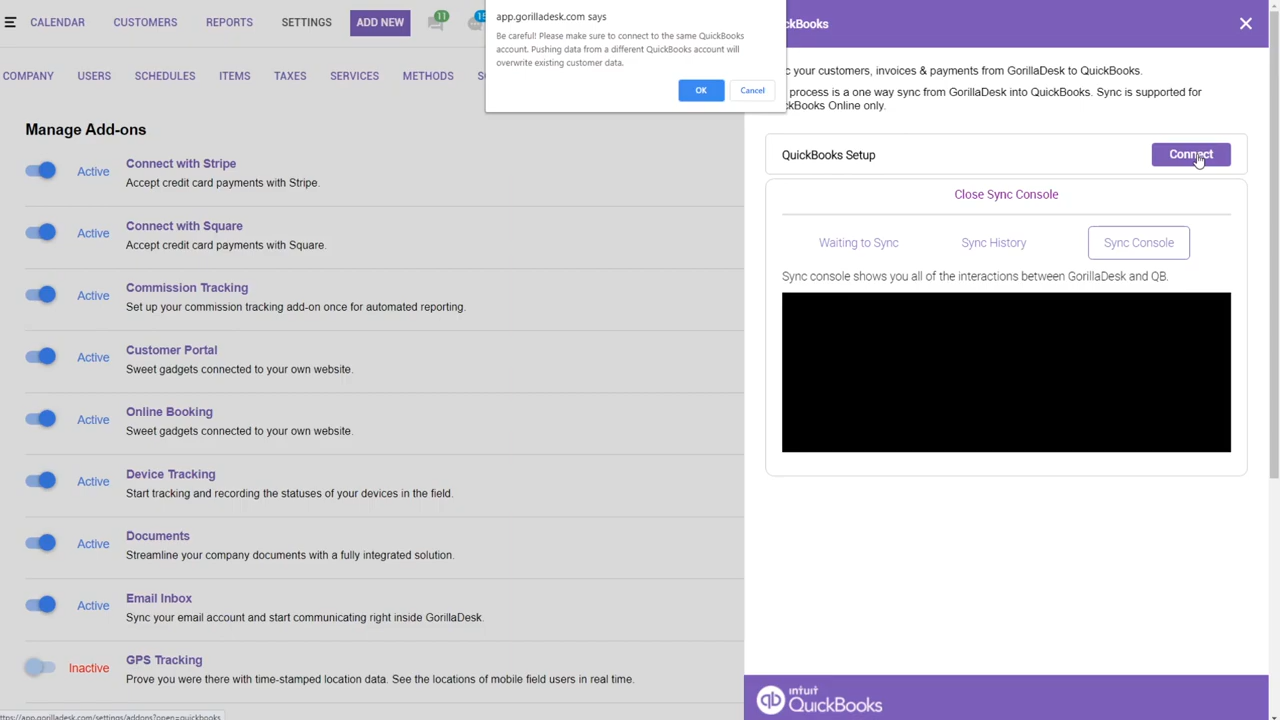 CALENDAR CUSTOMERS REPORTS SETTINGS ADD NEW 11
app.gorilladesk.com says
Be careful! Please make sure to connect to the same QuickBooks
account. Pushing data from a different QuickBooks account will
overwrite existing customer data.
OK Cancel
COMPANY USERS SCHEDULES ITEMS TAXES SERVICES METHODS
Manage Add-ons
Active Connect with Stripe
Accept credit card payments with Stripe.
Active Connect with Square
Accept credit card payments with Square.
Active Commission Tracking
Set up your commission tracking add-on once for automated reporting.
Active Customer Portal
Sweet gadgets connected to your own website.
Active Online Booking
Sweet gadgets connected to your own website.
Active Device Tracking
Start tracking and recording the statuses of your devices in the field.
Active Documents
Streamline your company documents with a fully integrated solution.
Active Email Inbox
Sync your email account and start communicating right inside GorillaDesk.
Inactive GPS Tracking
Prove you were there with time-stamped location data. See the locations of mobile field users in real time.
ttps://app.gorilladesk.com/settings/addons?open=quickbooks
ckBooks
your customers, invoices & payments from GorillaDesk to QuickBooks.
process is a one way sync from GorillaDesk into QuickBooks. Sync is supported for
ckBooks Online only.
QuickBooks Setup Connect
Close Sync Console
Waiting to Sync Sync History Sync Console
Sync console shows you all of the interactions between GorillaDesk and QB.
qb intuit
QuickBooks